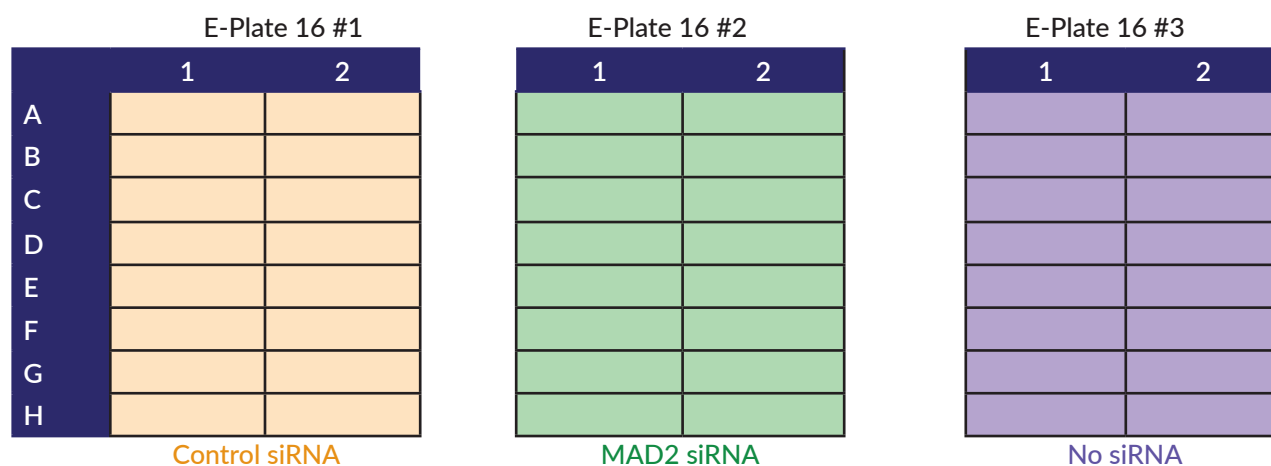 E-Plate 16 #1 E-Plate 16 #2 E-Plate 16 #3
1 2 1 2 1 2
A
B
C
D
E
F
G
H
Control siRNA MAD2 siRNA No siRNA